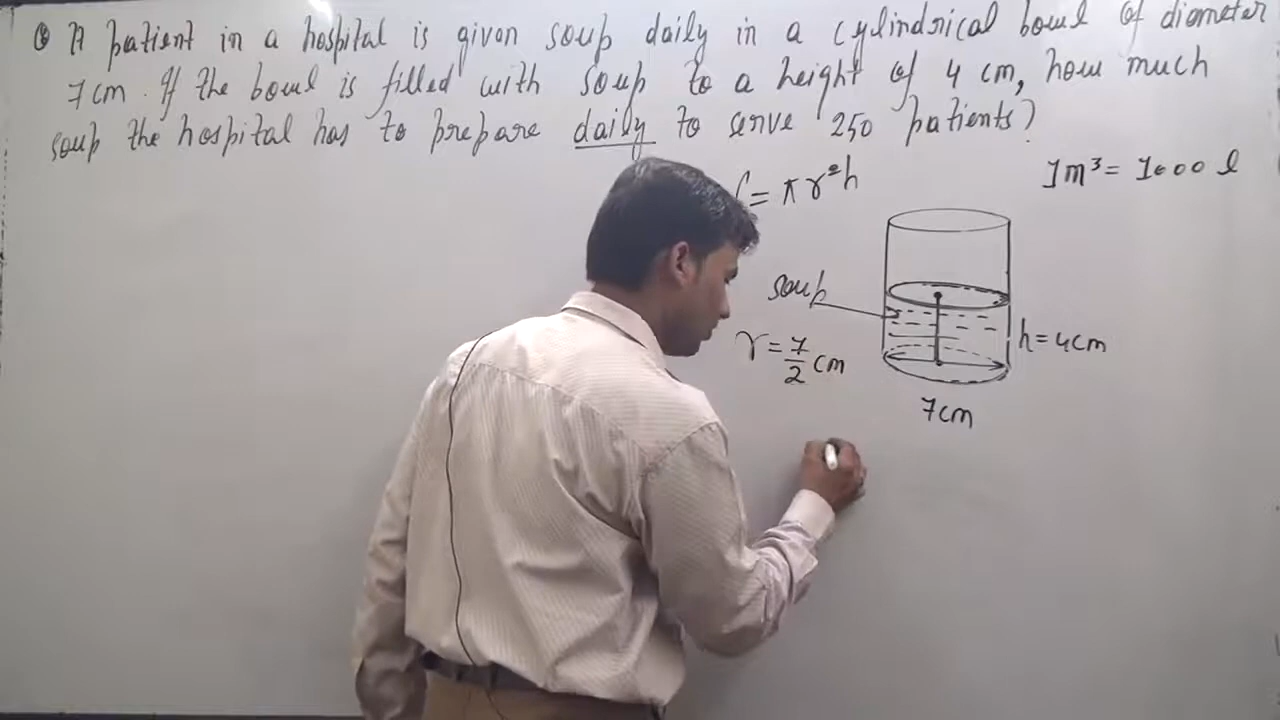 Q A patient in a hospital is given soup daily in a cylindrical bowl of diameter
7cm. If the bowl is filled with soup to a height of 4 cm, how much
soup the hospital has to prepare daily to serve 250 patients?
= πr²h
1m³ = 1000 l
soup
r = 7/2 cm
h = 4cm
7cm